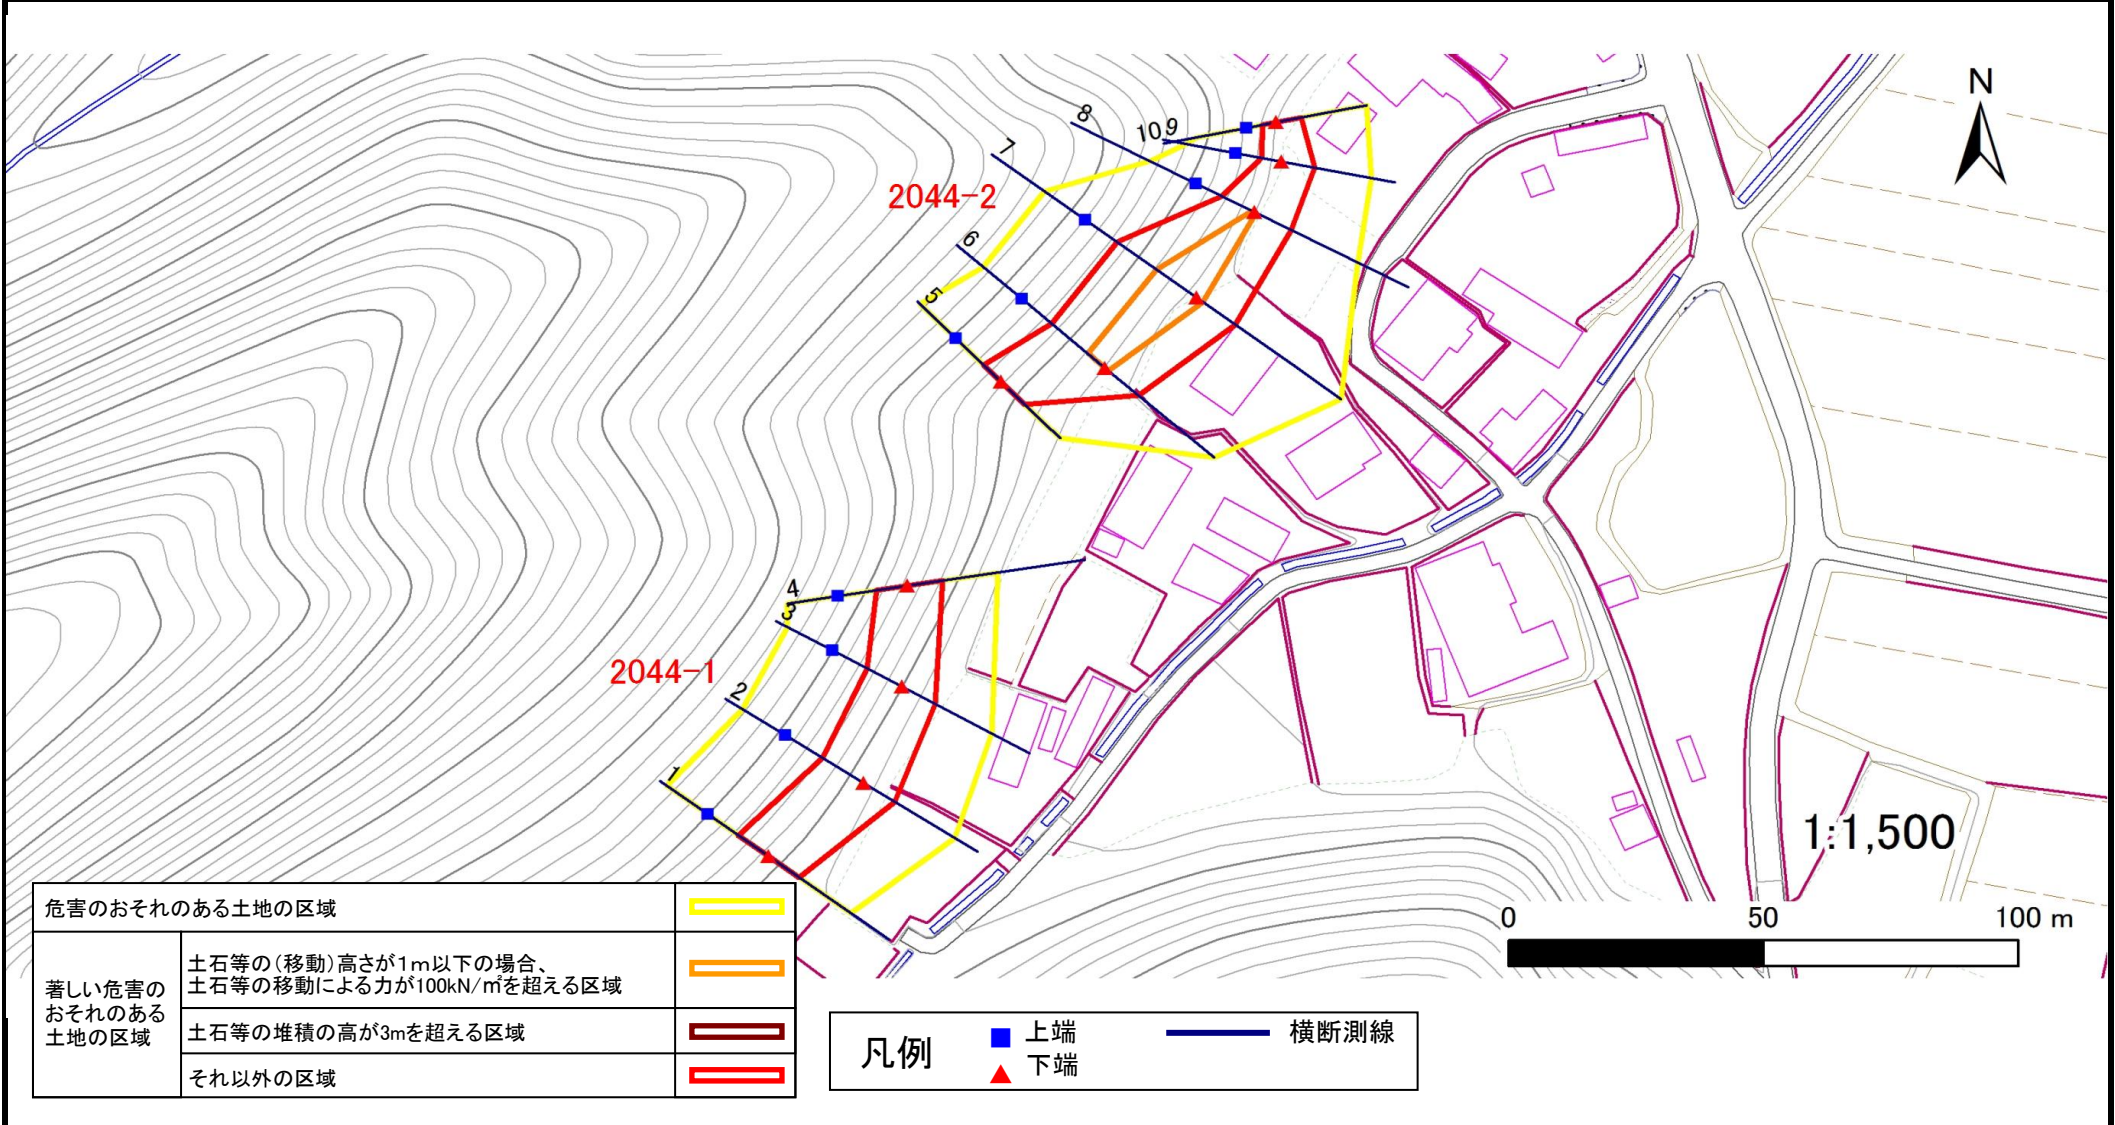 N
8
10 9
7
2044-2
6
5
4
3
2044-1
2
1
1:1,500
0 50 100 m
危害のおそれのある土地の区域
著しい危害の
おそれのある
土地の区域
土石等の(移動)高さが1m以下の場合、
土石等の移動による力が100kN/㎡を超える区域
土石等の堆積の高が3mを超える区域
それ以外の区域
凡例
上端
下端
横断測線